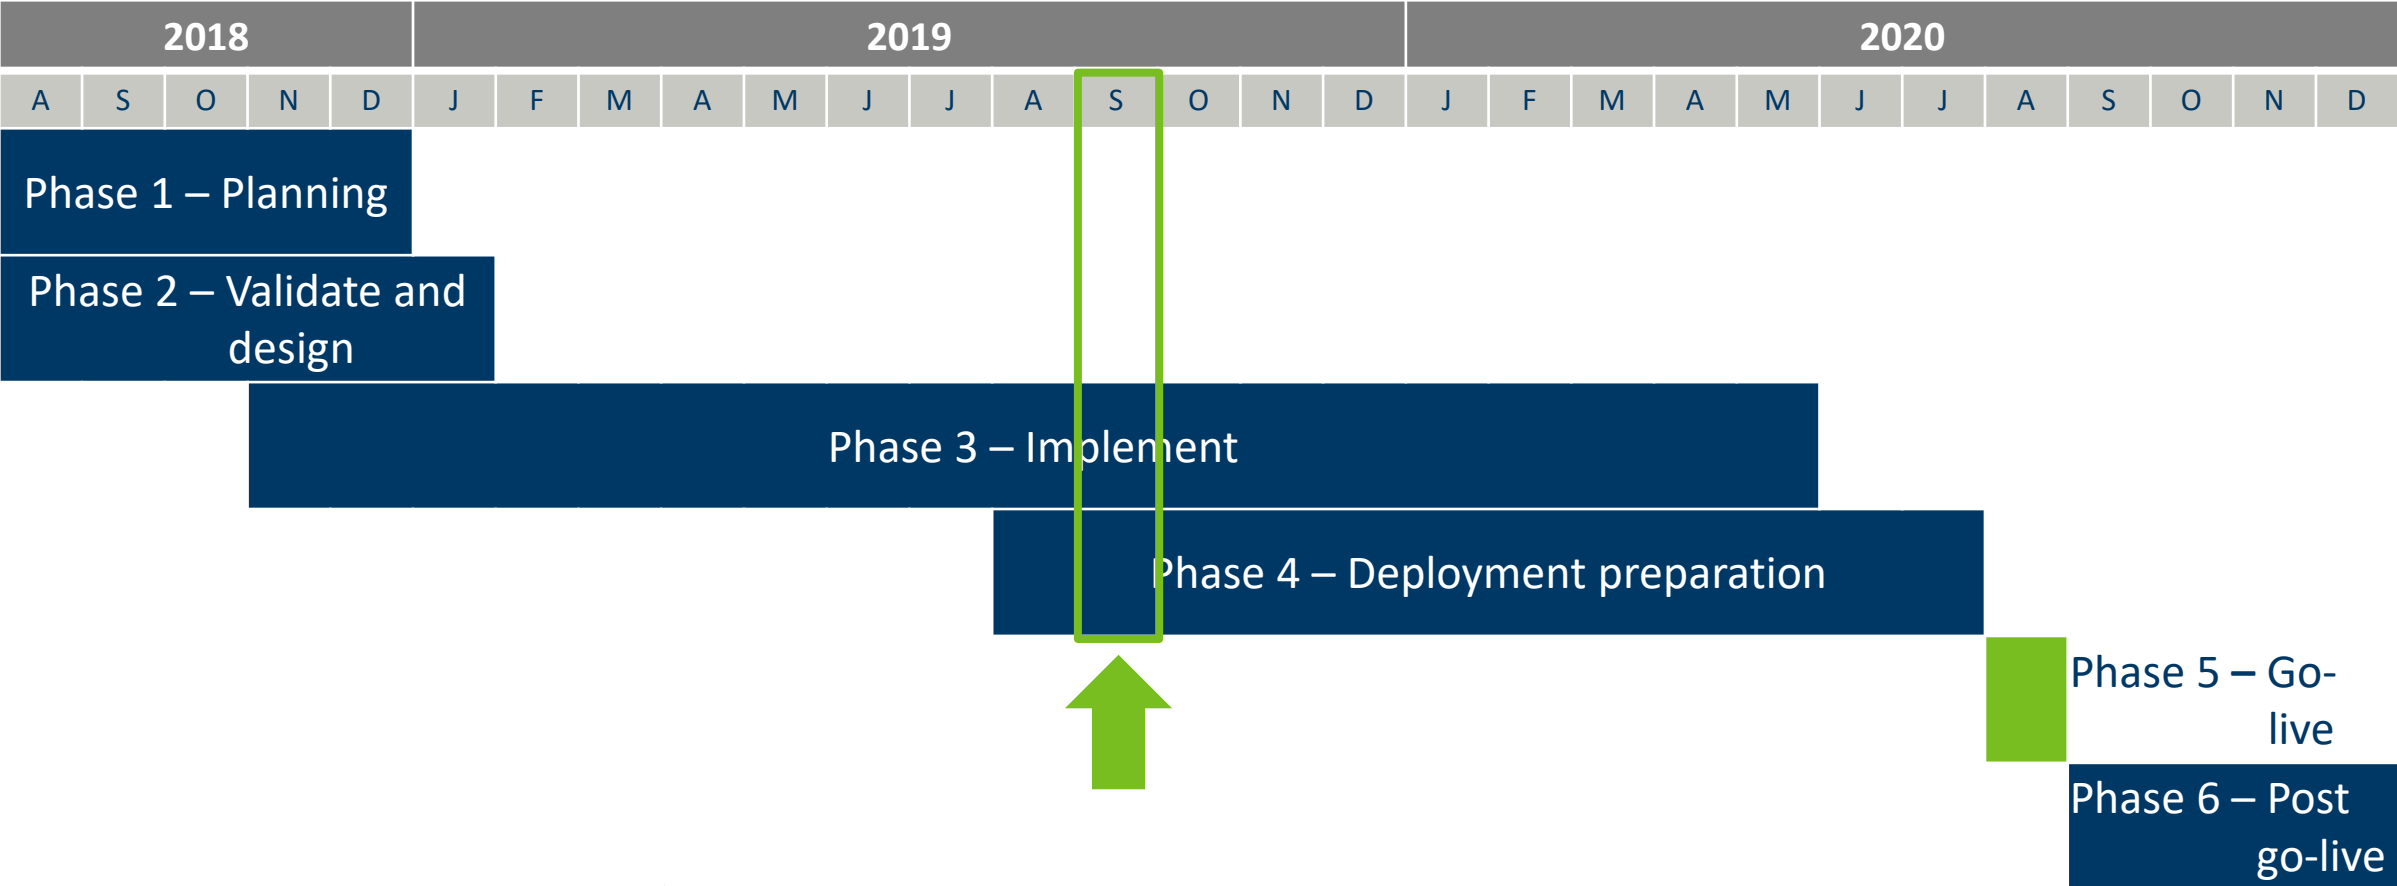 2018 2019 2020
A S O N D J F M A M J J A S O N D J F M A M J J A S O N D
Phase 1 – Planning
Phase 2 – Validate and
design
Phase 3 – Implement
Phase 4 – Deployment preparation
Phase 5 – Go-
live
Phase 6 – Post
go-live